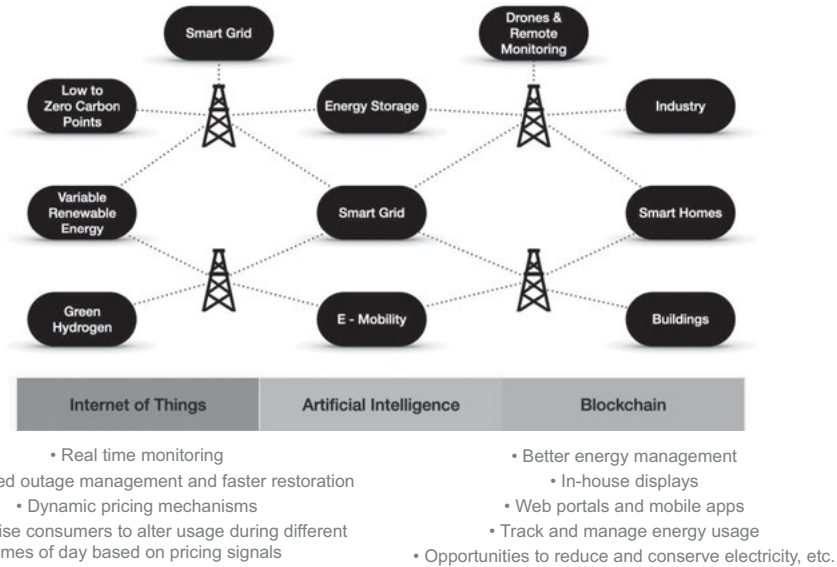 Smart Grid
Drones &
Remote
Monitoring
Low to
Zero Carbon
Points
Energy Storage
Industry
Variable
Renewable
Energy
Smart Grid
Smart Homes
Green
Hydrogen
E - Mobility
Buildings
Internet of Things
Artificial Intelligence
Blockchain
• Real time monitoring
outage management and faster restoration
• Dynamic pricing mechanisms
consumers to alter usage during different
of day based on pricing signals
• Better energy management
• In-house displays
• Web portals and mobile apps
• Track and manage energy usage
• Opportunities to reduce and conserve electricity, etc.